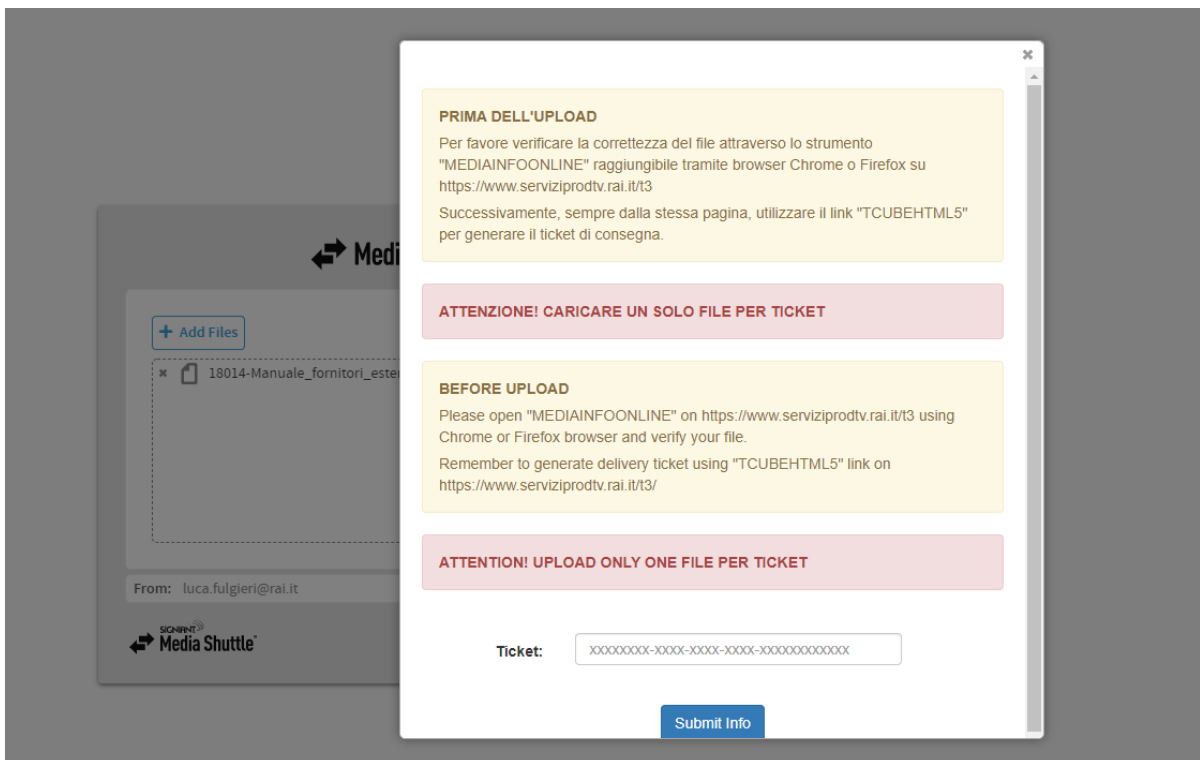 PRIMA DELL'UPLOAD
Per favore verificare la correttezza del file attraverso lo strumento
"MEDIAINFOONLINE" raggiungibile tramite browser Chrome o Firefox su
https://www.serviziprodtv.rai.it/t3
Successivamente, sempre dalla stessa pagina, utilizzare il link "TCUBEHTML5"
per generare il ticket di consegna.
ATTENZIONE! CARICARE UN SOLO FILE PER TICKET
BEFORE UPLOAD
Please open "MEDIAINFOONLINE" on https://www.serviziprodtv.rai.it/t3 using
Chrome or Firefox browser and verify your file.
Remember to generate delivery ticket using "TCUBEHTML5" link on
https://www.serviziprodtv.rai.it/t3/
ATTENTION! UPLOAD ONLY ONE FILE PER TICKET
Ticket: xxxxxxxx-xxxx-xxxx-xxxx-xxxxxxxxxxxx
Submit Info
Medi
+ Add Files
18014-Manuale_fornitori_ester
From: luca.fulgieri@rai.it
SIGNIANT
Media Shuttle